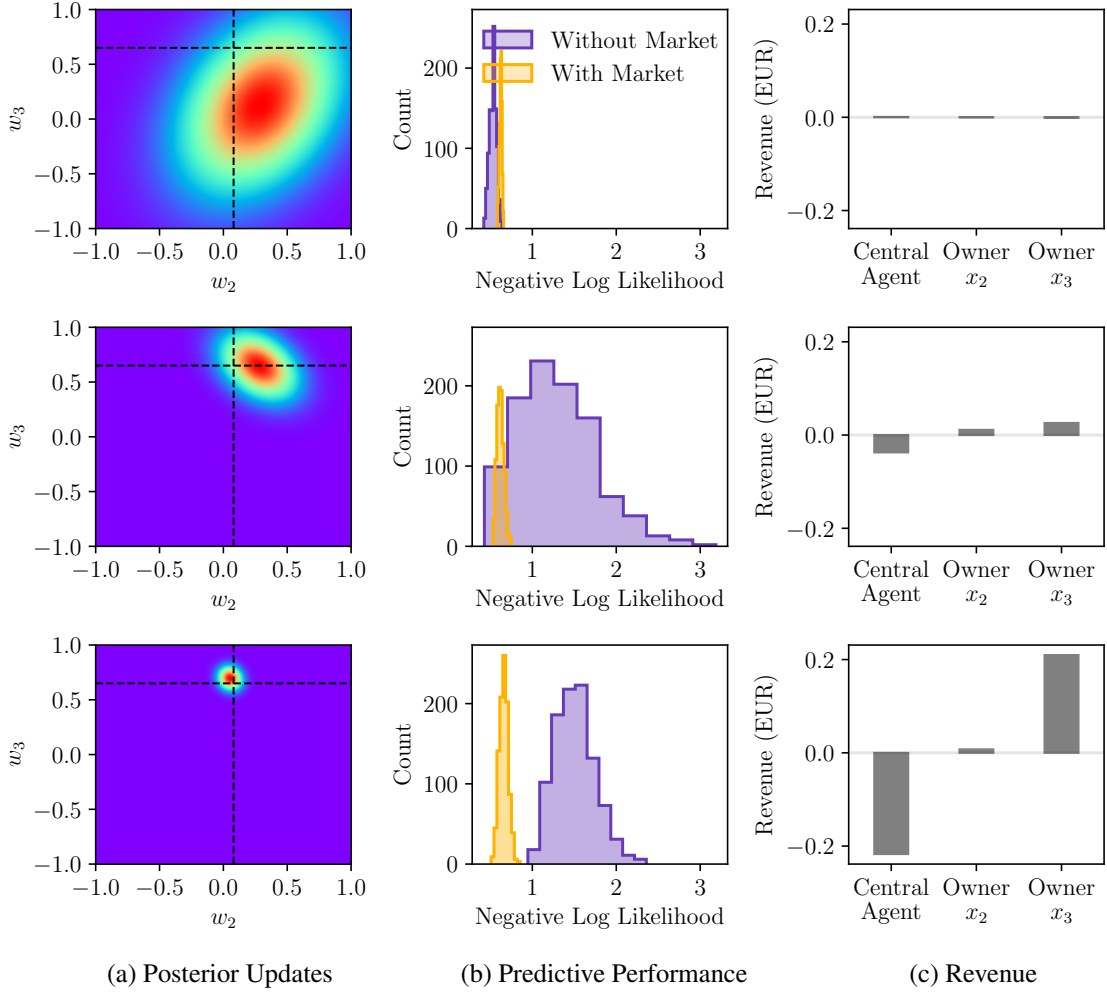 1.0
0.5
0.0
−0.5
−1.0
w3
−1.0 −0.5 0.0 0.5 1.0
w2
Without Market
With Market
200
100
0
Count
1 2 3
Negative Log Likelihood
0.2
0.0
−0.2
Revenue (EUR)
Central Agent
Owner x2
Owner x3
1.0
0.5
0.0
−0.5
−1.0
w3
−1.0 −0.5 0.0 0.5 1.0
w2
200
100
0
Count
1 2 3
Negative Log Likelihood
0.2
0.0
−0.2
Revenue (EUR)
Central Agent
Owner x2
Owner x3
1.0
0.5
0.0
−0.5
−1.0
w3
−1.0 −0.5 0.0 0.5 1.0
w2
200
100
0
Count
1 2 3
Negative Log Likelihood
0.2
0.0
−0.2
Revenue (EUR)
Central Agent
Owner x2
Owner x3
(a) Posterior Updates
(b) Predictive Performance
(c) Revenue